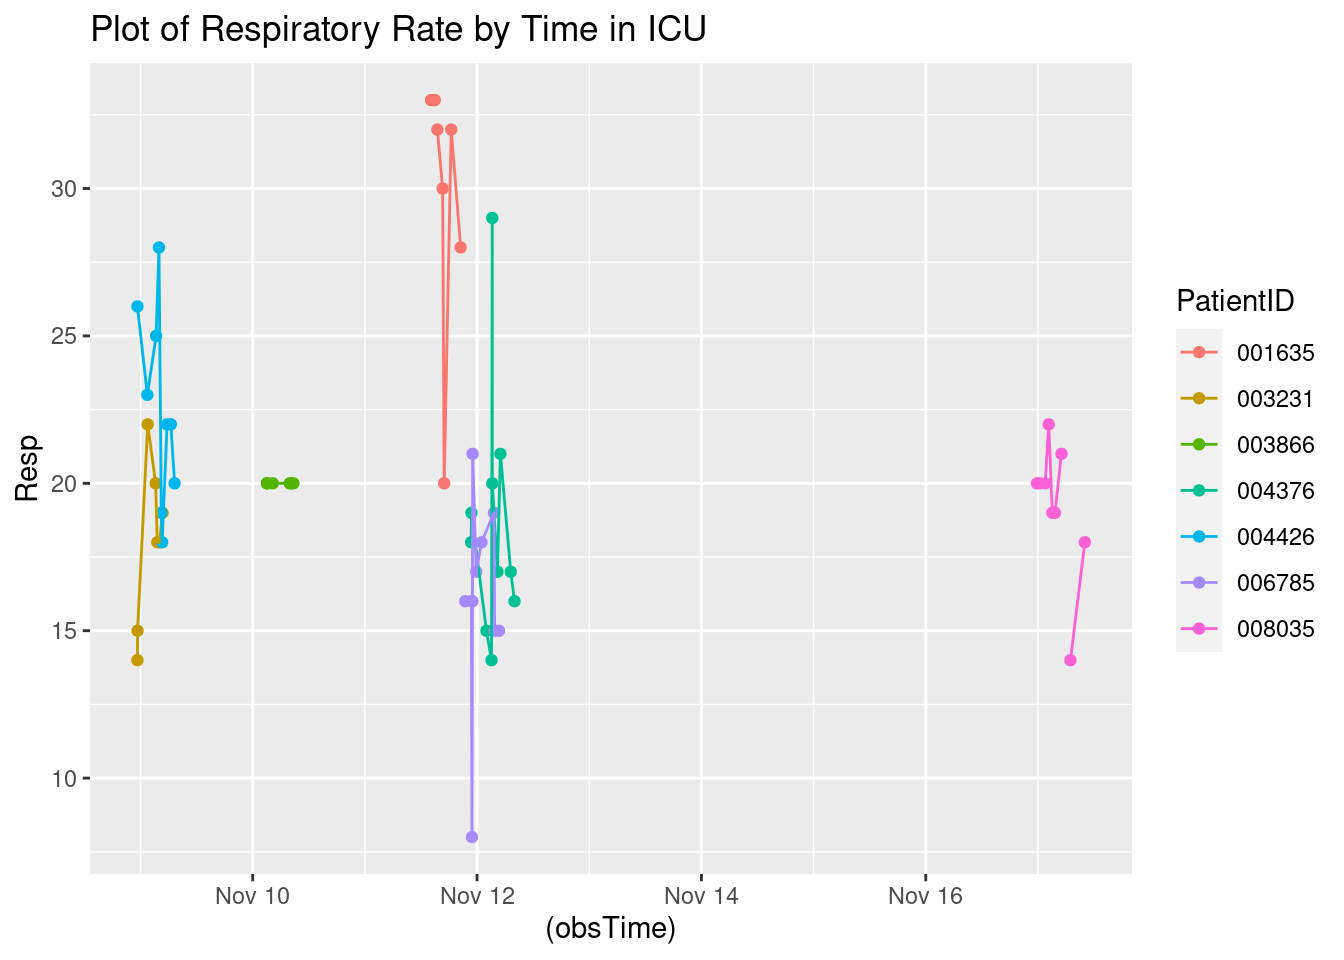 Plot of Respiratory Rate by Time in ICU
Resp
30
25
20
15
10
Nov 10
Nov 12
Nov 14
Nov 16
(obsTime)
PatientID
001635
003231
003866
004376
004426
006785
008035